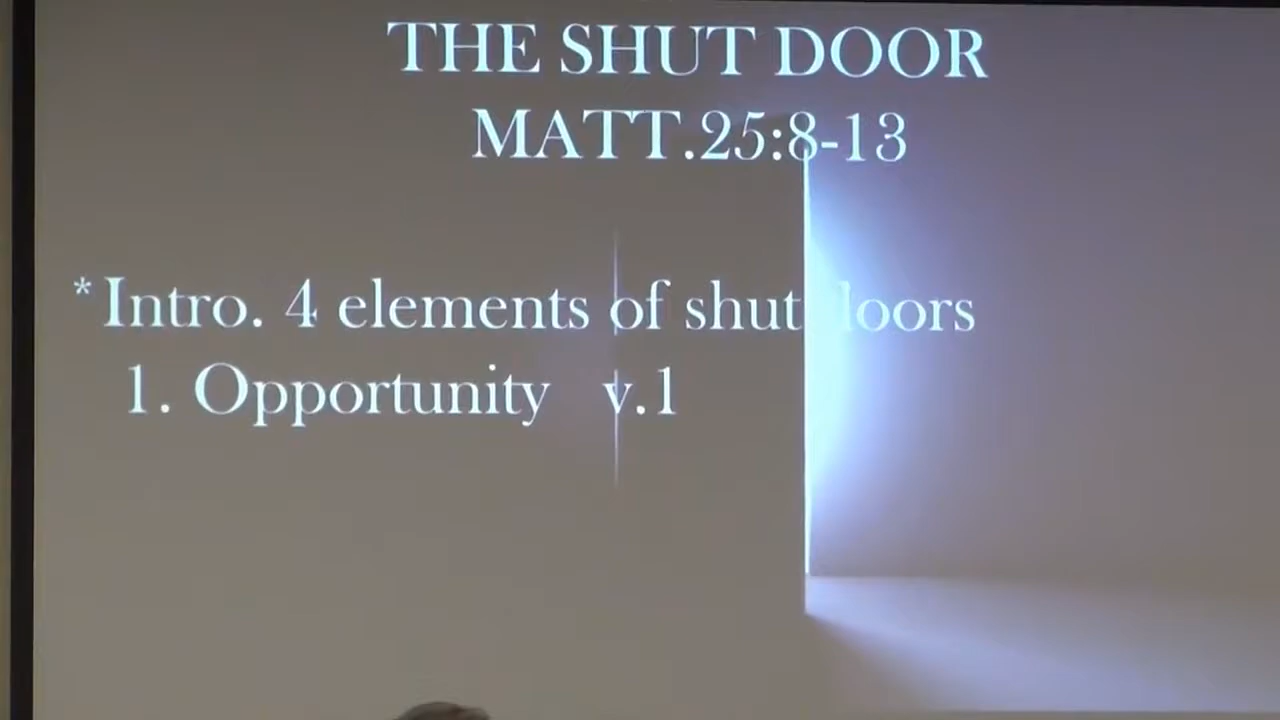 THE SHUT DOOR
MATT.25:8-13
* Intro. 4 elements of shut doors
1. Opportunity v.1